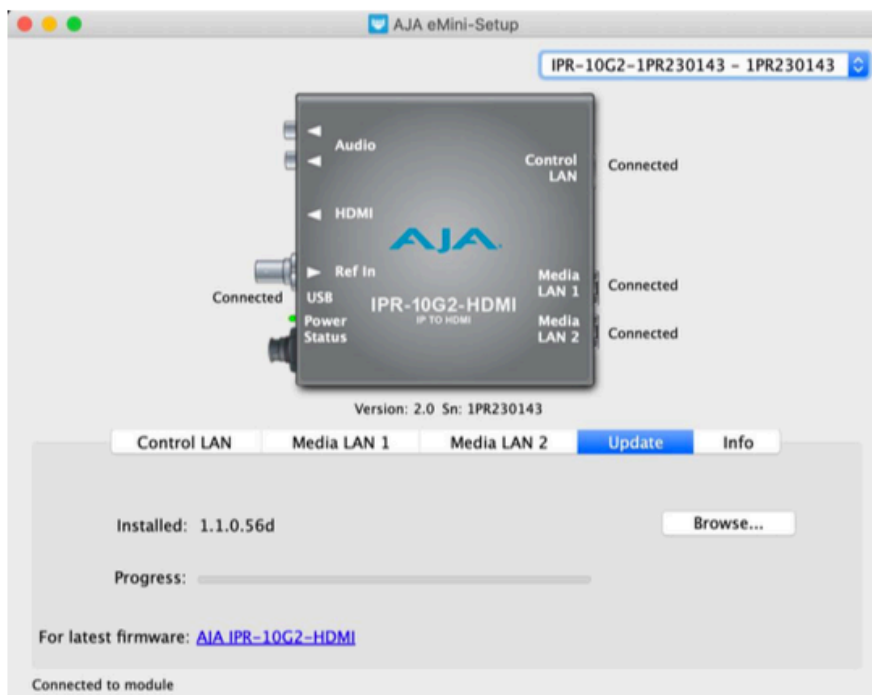 AJA eMini-Setup
IPR-10G2-1PR230143 - 1PR230143
Audio
Control LAN
Connected
HDMI
AJA
Ref In
Connected
USB
IPR-10G2-HDMI
IP TO HDMI
Media LAN 1
Connected
Power Status
Media LAN 2
Connected
Version: 2.0 Sn: 1PR230143
Control LAN Media LAN 1 Media LAN 2 Update Info
Installed: 1.1.0.56d Browse...
Progress:
For latest firmware: AJA IPR-10G2-HDMI
Connected to module